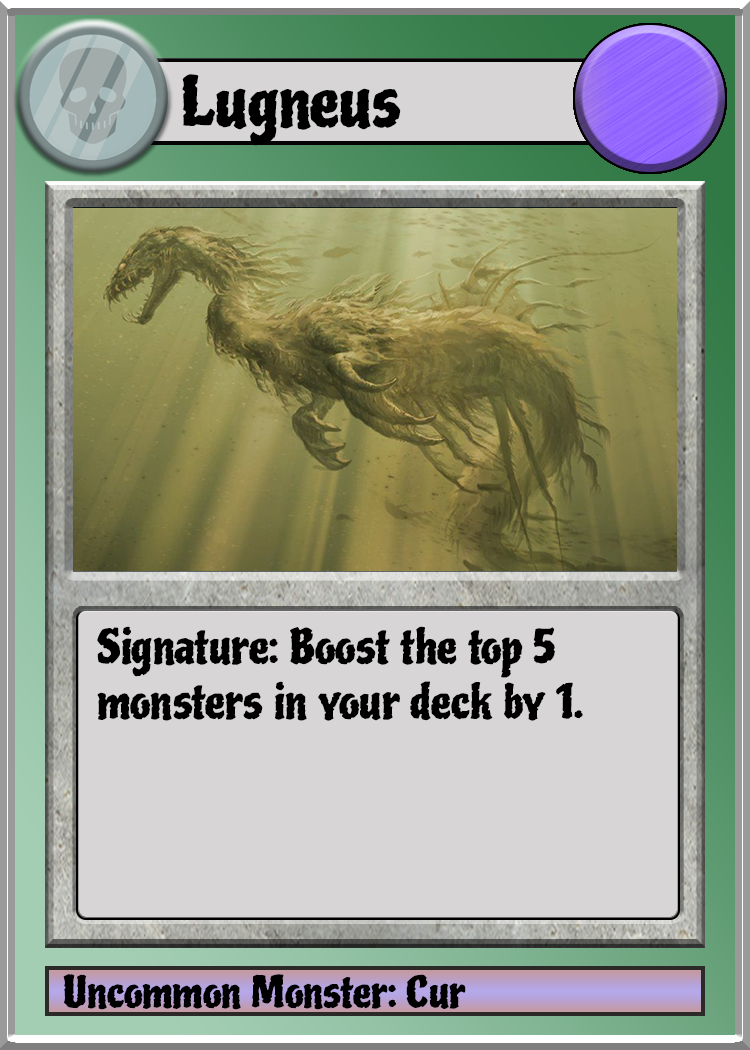 Lugneus
Signature: Boost the top 5
monsters in your deck by 1.
Uncommon Monster: Cur